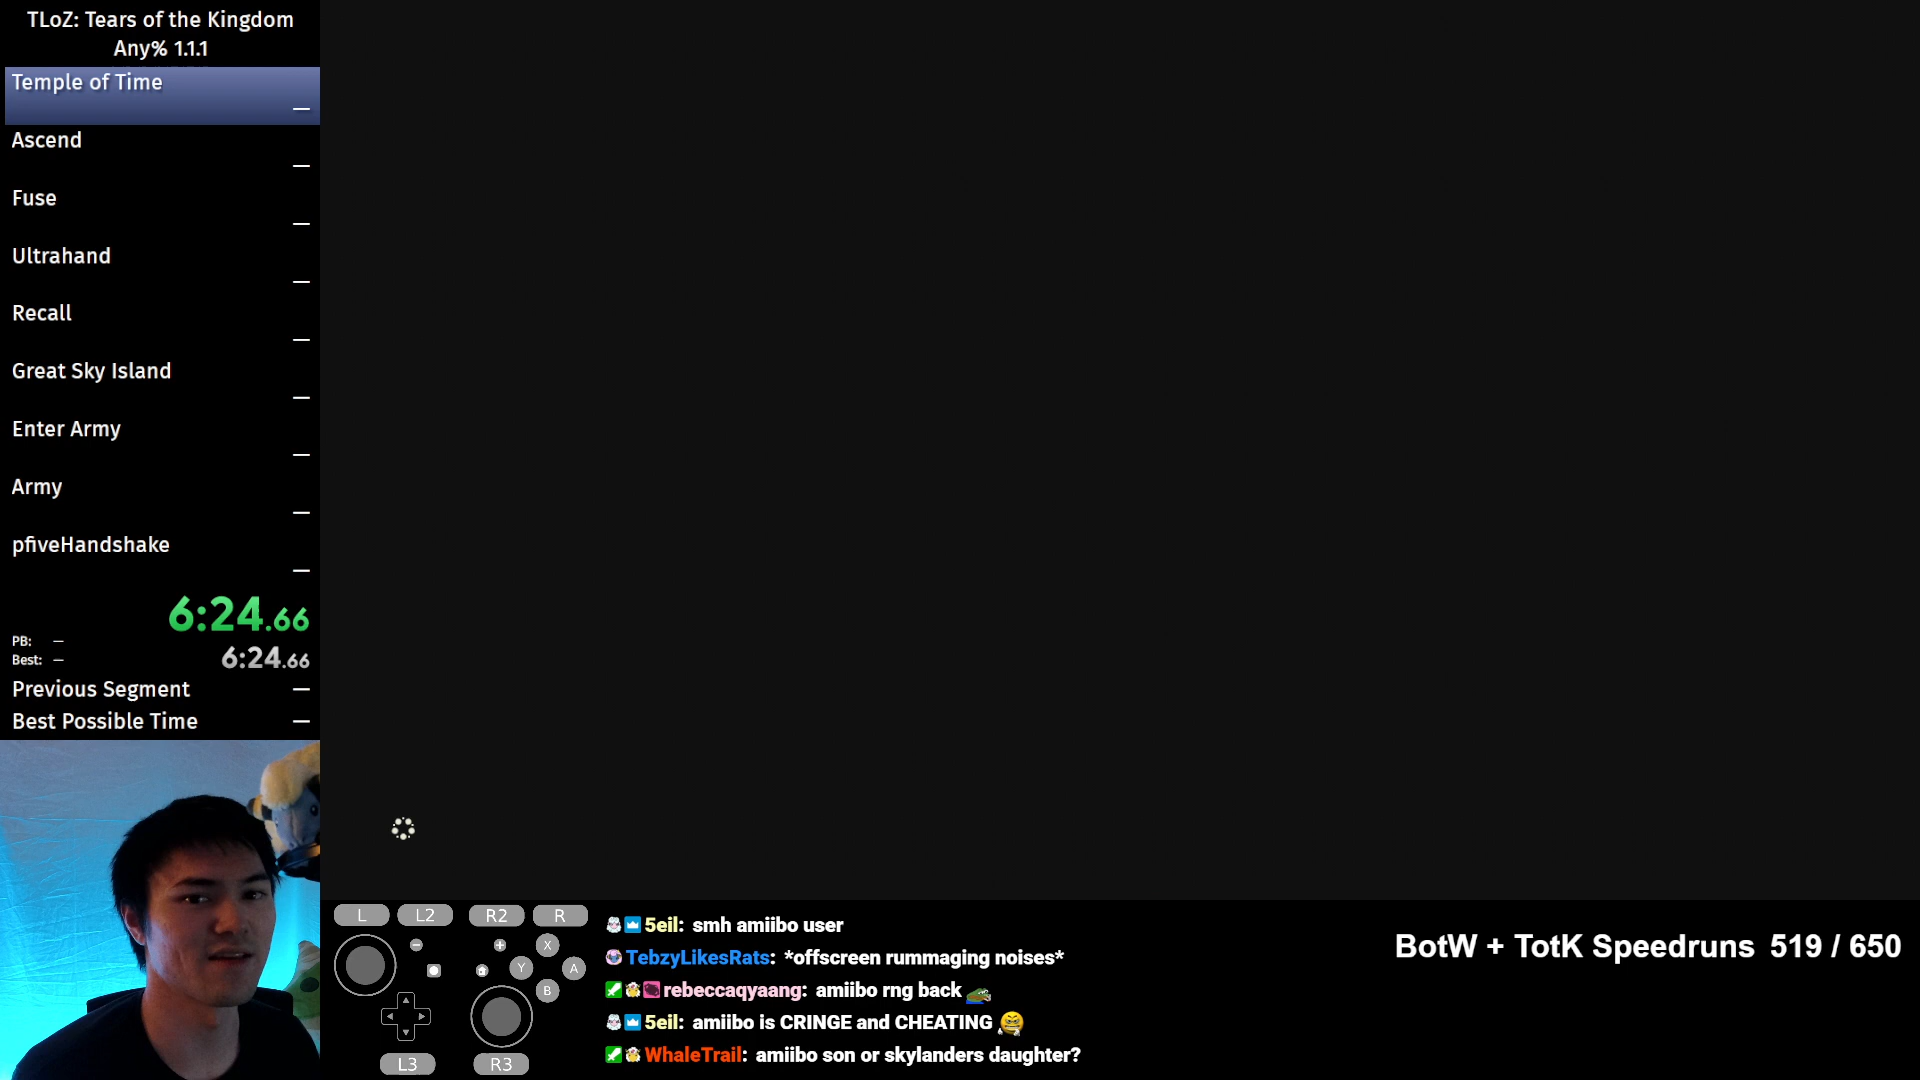 TLoZ: Tears of the Kingdom
Any% 1.1.1
Temple of Time
—
Ascend
—
Fuse
—
Ultrahand
—
Recall
—
Great Sky Island
—
Enter Army
—
Army
—
pfiveHandshake
—
6:24.66
PB: —
Best: — 6:24.66
Previous Segment —
Best Possible Time —
L L2 R2 R
X
Y A
B
L3 R3
5eil: smh amiibo user
TebzyLikesRats: *offscreen rummaging noises*
rebeccaqyaang: amiibo rng back
5eil: amiibo is CRINGE and CHEATING
WhaleTrail: amiibo son or skylanders daughter?
BotW + TotK Speedruns 519 / 650